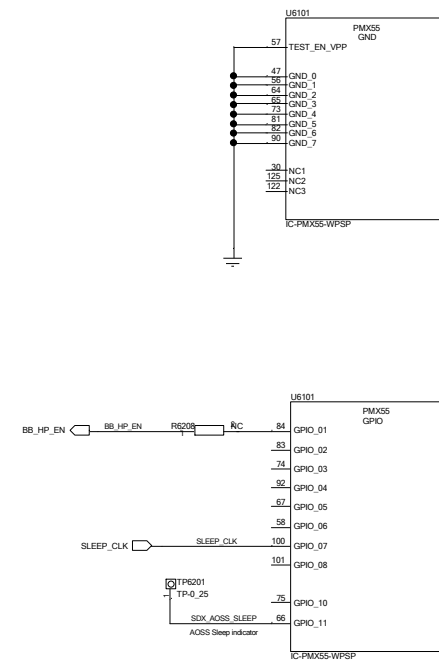 U6101
PMX55
GND
57 TEST_EN_VPP
47 GND_0
56 GND_1
64 GND_2
65 GND_3
73 GND_4
81 GND_5
82 GND_6
90 GND_7
30 NC1
125 NC2
122 NC3
IC-PMX55-WPSP
U6101
PMX55
GPIO
BB_HP_EN BB_HP_EN R6208 1 2 NC 84 GPIO_01
83 GPIO_02
74 GPIO_03
92 GPIO_04
67 GPIO_05
58 GPIO_06
SLEEP_CLK SLEEP_CLK 100 GPIO_07
101 GPIO_08
TP6201
1 TP-0_25
75 GPIO_10
SDX_AOSS_SLEEP 66 GPIO_11
AOSS Sleep indicator
IC-PMX55-WPSP